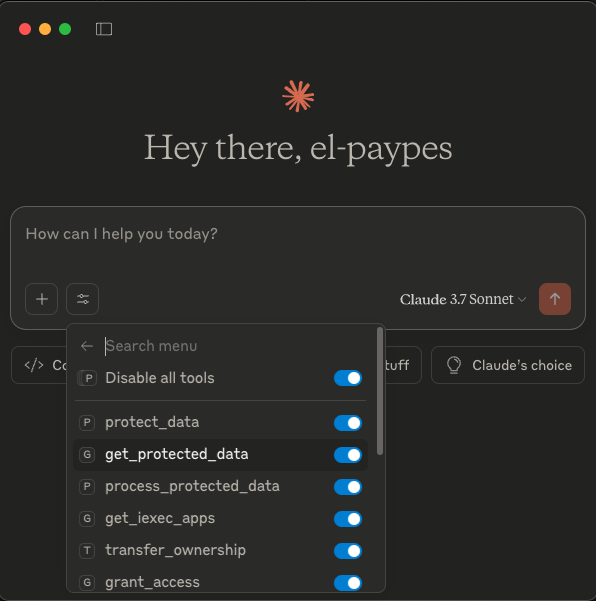 Hey there, el-paypes
How can I help you today?
Claude 3.7 Sonnet
Search menu
P Disable all tools
P protect_data
G get_protected_data
P process_protected_data
G get_iexec_apps
T transfer_ownership
G grant_access
</> Co
tuff
Claude's choice